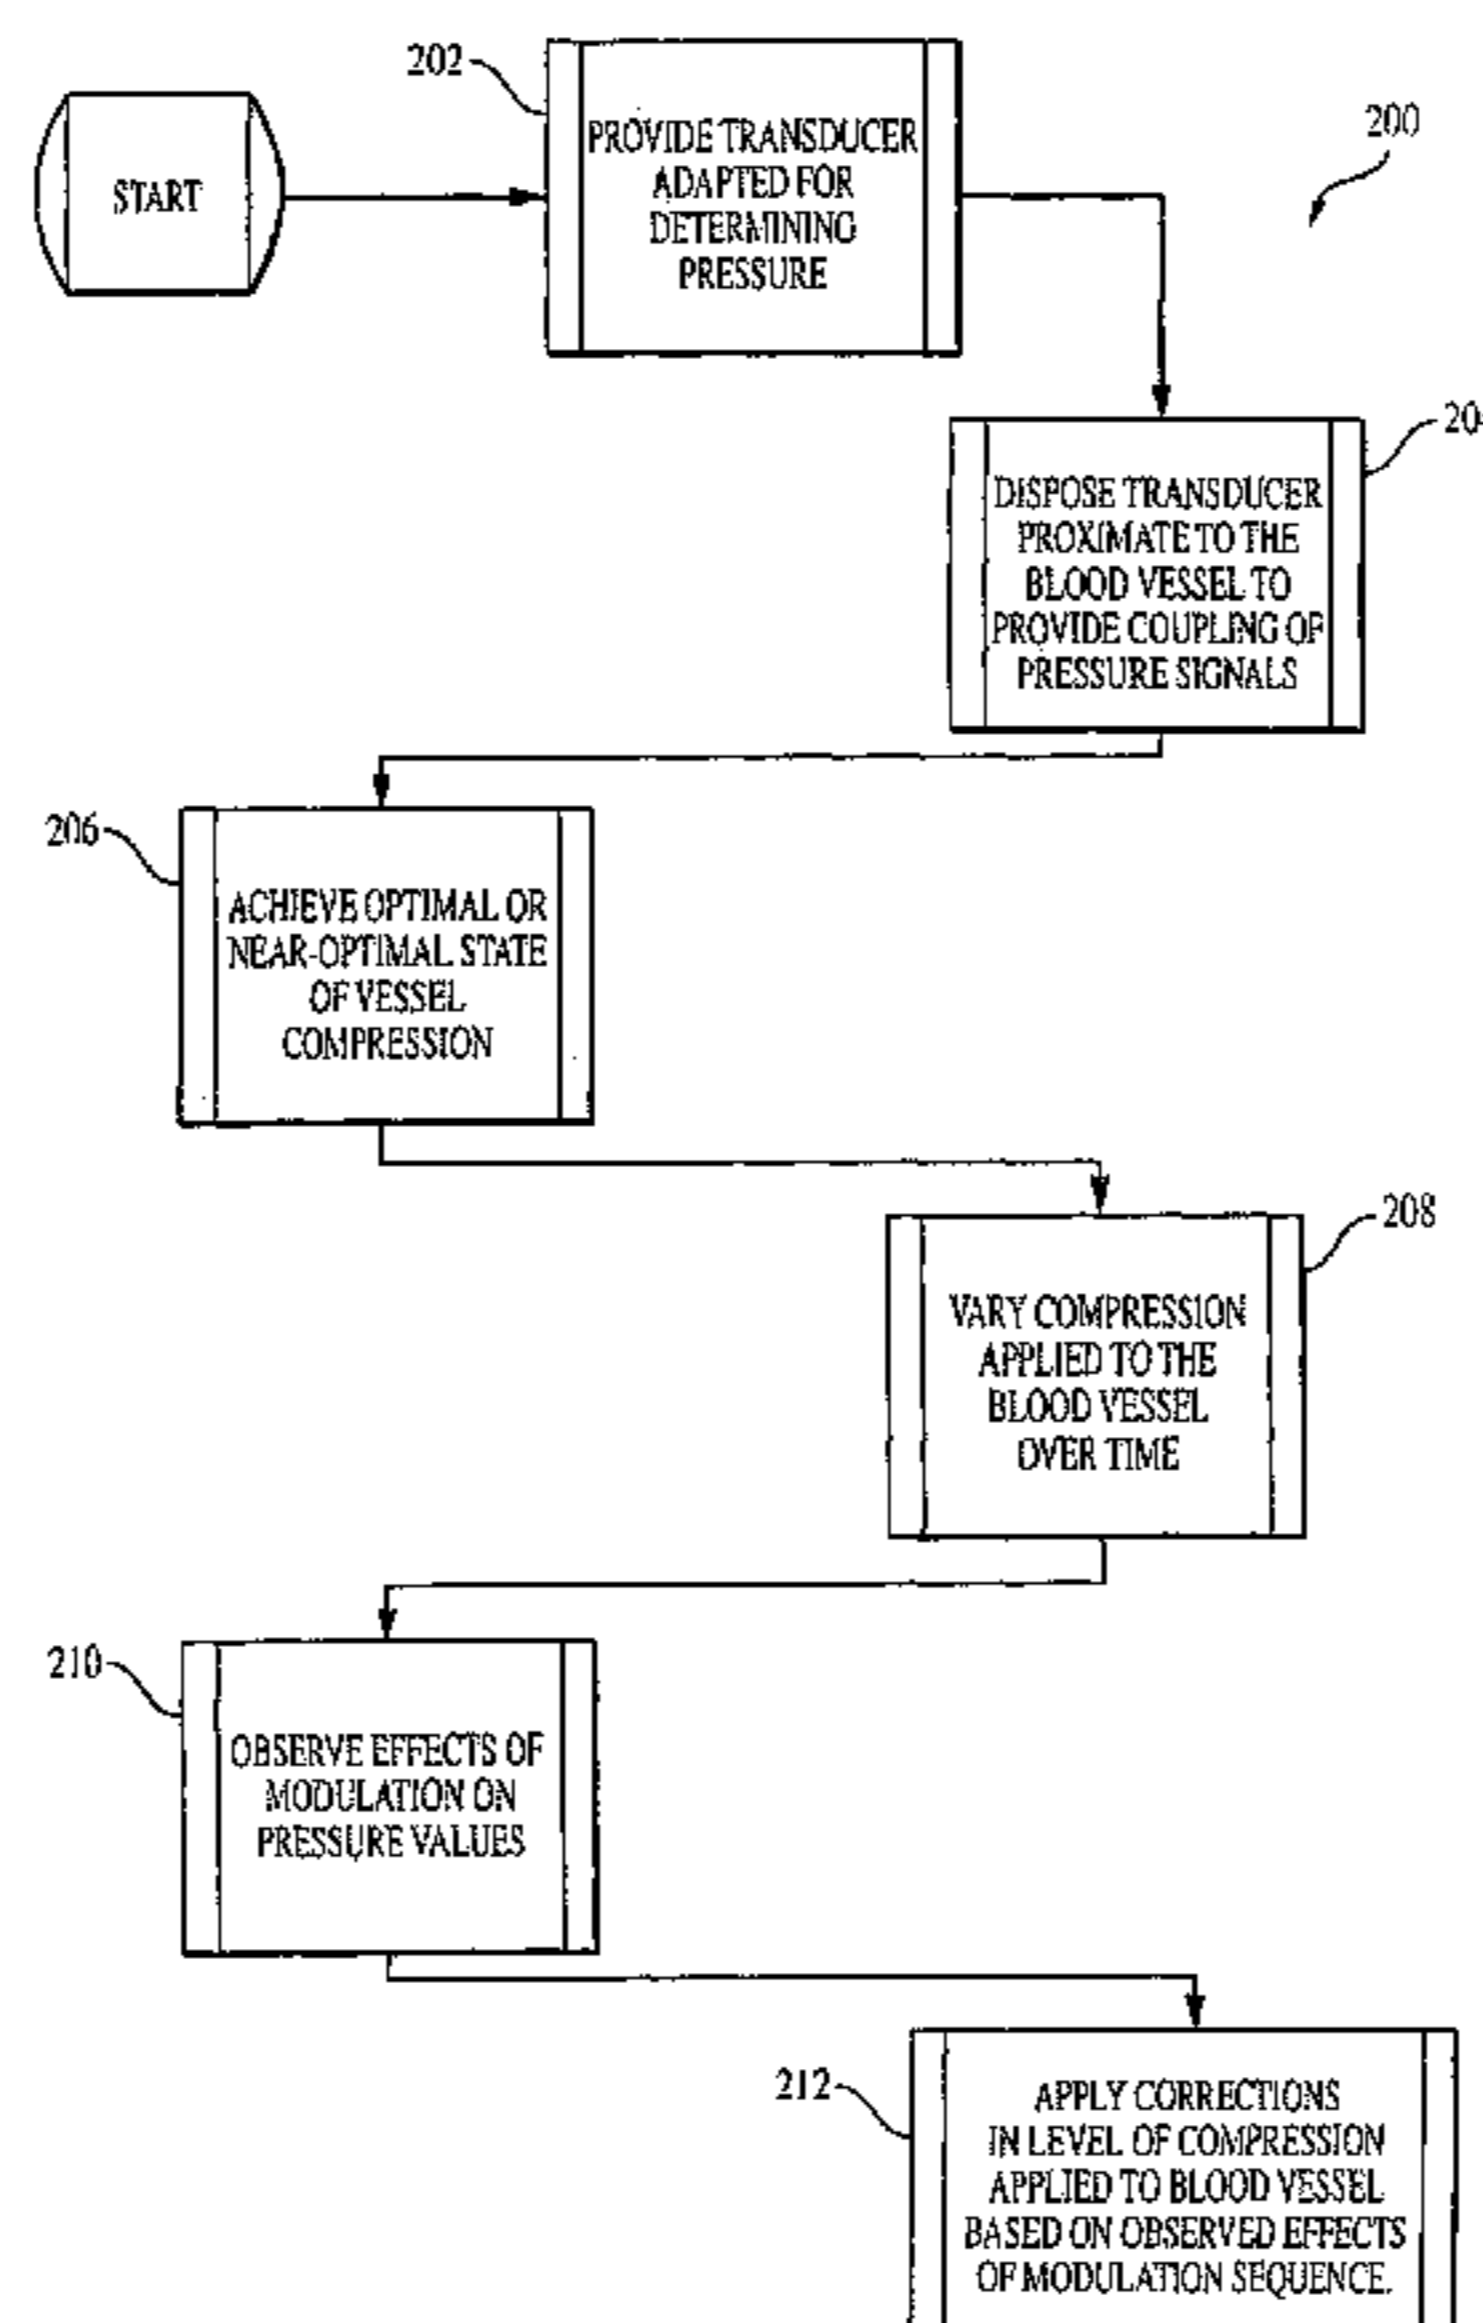 202
PROVIDE TRANSDUCER
ADAPTED FOR
DETERMINING
PRESSURE
START
200
DISPOSE TRANSDUCER
PROXIMATE TO THE
BLOOD VESSEL TO
PROVIDE COUPLING OF
PRESSURE SIGNALS
206
ACHIEVE OPTIMAL OR
NEAR-OPTIMAL STATE
OF VESSEL
COMPRESSION
208
VARY COMPRESSION
APPLIED TO THE
BLOOD VESSEL
OVER TIME
210
OBSERVE EFFECTS OF
MODULATION ON
PRESSURE VALUES
212
APPLY CORRECTIONS
IN LEVEL OF COMPRESSION
APPLIED TO BLOOD VESSEL
BASED ON OBSERVED EFFECTS
OF MODULATION SEQUENCE.